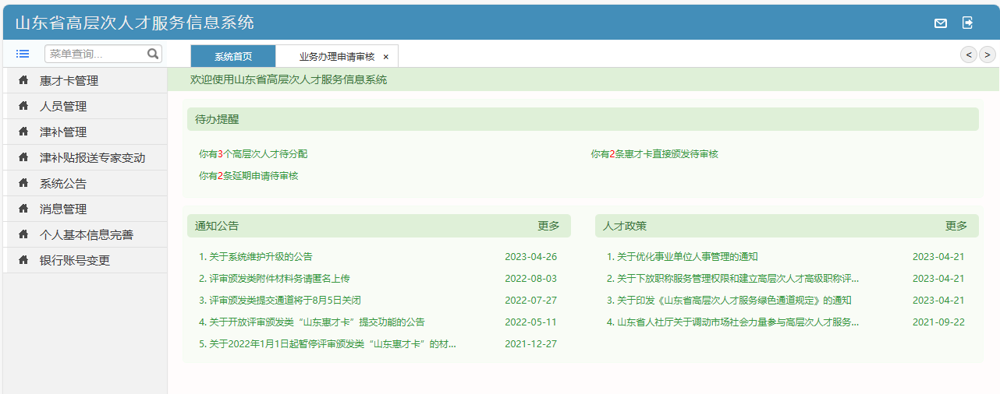 山东省高层次人才服务信息系统
菜单查询...
系统首页 业务办理申请审核 × < >
惠才卡管理
人员管理
津补管理
津补贴报送专家变动
系统公告
消息管理
个人基本信息完善
银行账号变更
欢迎使用山东省高层次人才服务信息系统
待办提醒
你有3个高层次人才待分配 你有2条惠才卡直接颁发待审核
你有2条延期申请待审核
通知公告 更多
1. 关于系统维护升级的公告 2023-04-26
2. 评审颁发类附件材料务请匿名上传 2022-08-03
3. 评审颁发类提交通道将于8月5日关闭 2022-07-27
4. 关于开放评审颁发类“山东惠才卡”提交功能的公告 2022-05-11
5. 关于2022年1月1日起暂停评审颁发类“山东惠才卡”的材... 2021-12-27
人才政策 更多
1. 关于优化事业单位人事管理的通知 2023-04-21
2. 关于下放职称服务管理权限和建立高层次人才高级职称评... 2023-04-21
3. 关于印发《山东省高层次人才服务绿色通道规定》的通知 2023-04-21
4. 山东省人社厅关于调动市场社会力量参与高层次人才服务... 2021-09-22